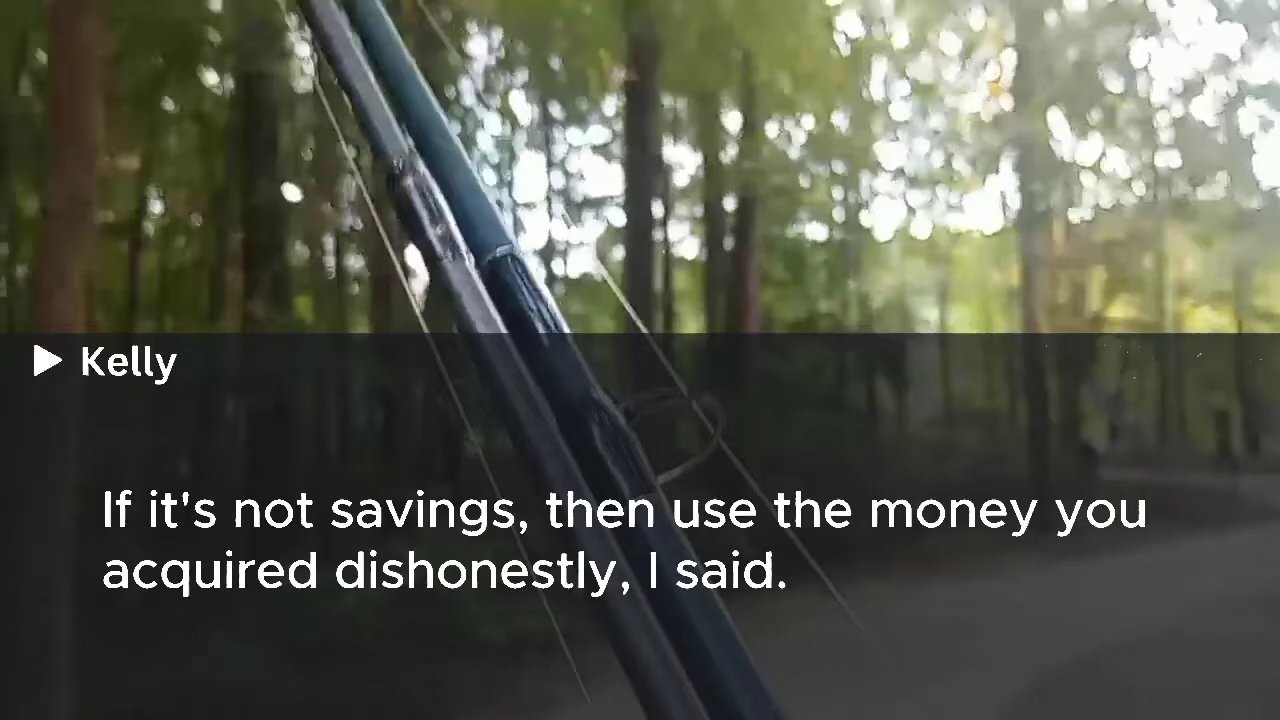 Kelly
If it's not savings, then use the money you
acquired dishonestly, I said.